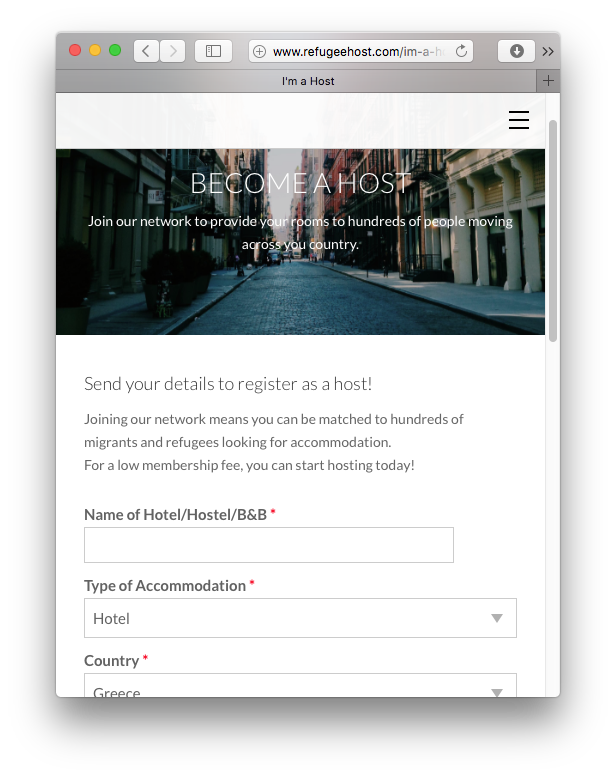 www.refugeehost.com/im-a-h
I'm a Host
BECOME A HOST
Join our network to provide your rooms to hundreds of people moving
across you country.
Send your details to register as a host!
Joining our network means you can be matched to hundreds of
migrants and refugees looking for accommodation.
For a low membership fee, you can start hosting today!
Name of Hotel/Hostel/B&B *
Type of Accommodation *
Hotel
Country *
Greece